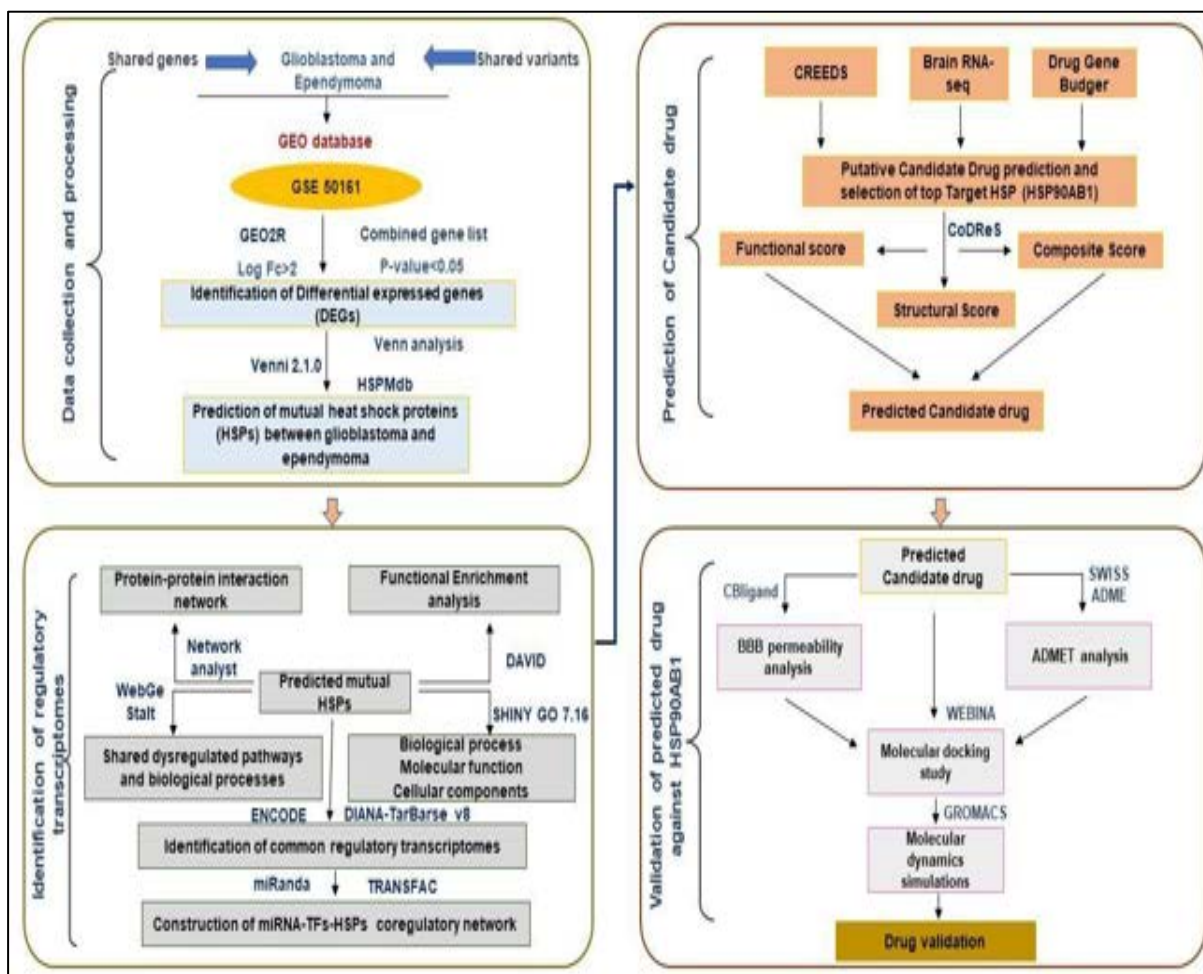 Data collection and processing
Shared genes
Glioblastoma and
Ependymoma
Shared variants
GEO database
GSE 50161
GEO2R
Combined gene list
Log Fc>2
P-value<0.05
Identification of Differential expressed genes
(DEGs)
Venn analysis
Venni 2.1.0
HSPMdb
Prediction of mutual heat shock proteins
(HSPs) between glioblastoma and
ependymoma
Identification of regulatory
transcriptomes
Protein-protein interaction
network
Functional Enrichment
analysis
Network
analyst
DAVID
Predicted mutual
HSPs
WebGe
Stalt
SHINY GO 7.16
Shared dysregulated pathways
and biological processes
Biological process
Molecular function
Cellular components
ENCODE
DIANA-TarBarse v8
Identification of common regulatory transcriptomes
miRanda
TRANSFAC
Construction of miRNA-TFs-HSPs coregulatory network
Prediction of Candidate drug
CREEDS
Brain RNA-
seq
Drug Gene
Budger
Putative Candidate Drug prediction and
selection of top Target HSP (HSP90AB1)
CoDReS
Functional score
Composite Score
Structural Score
Predicted Candidate drug
Validation of predicted drug
against HSP90AB1
Predicted
Candidate drug
CBligand
SWISS
ADME
BBB permeability
analysis
ADMET analysis
WEBINA
Molecular docking
study
GROMACS
Molecular
dynamics
simulations
Drug validation